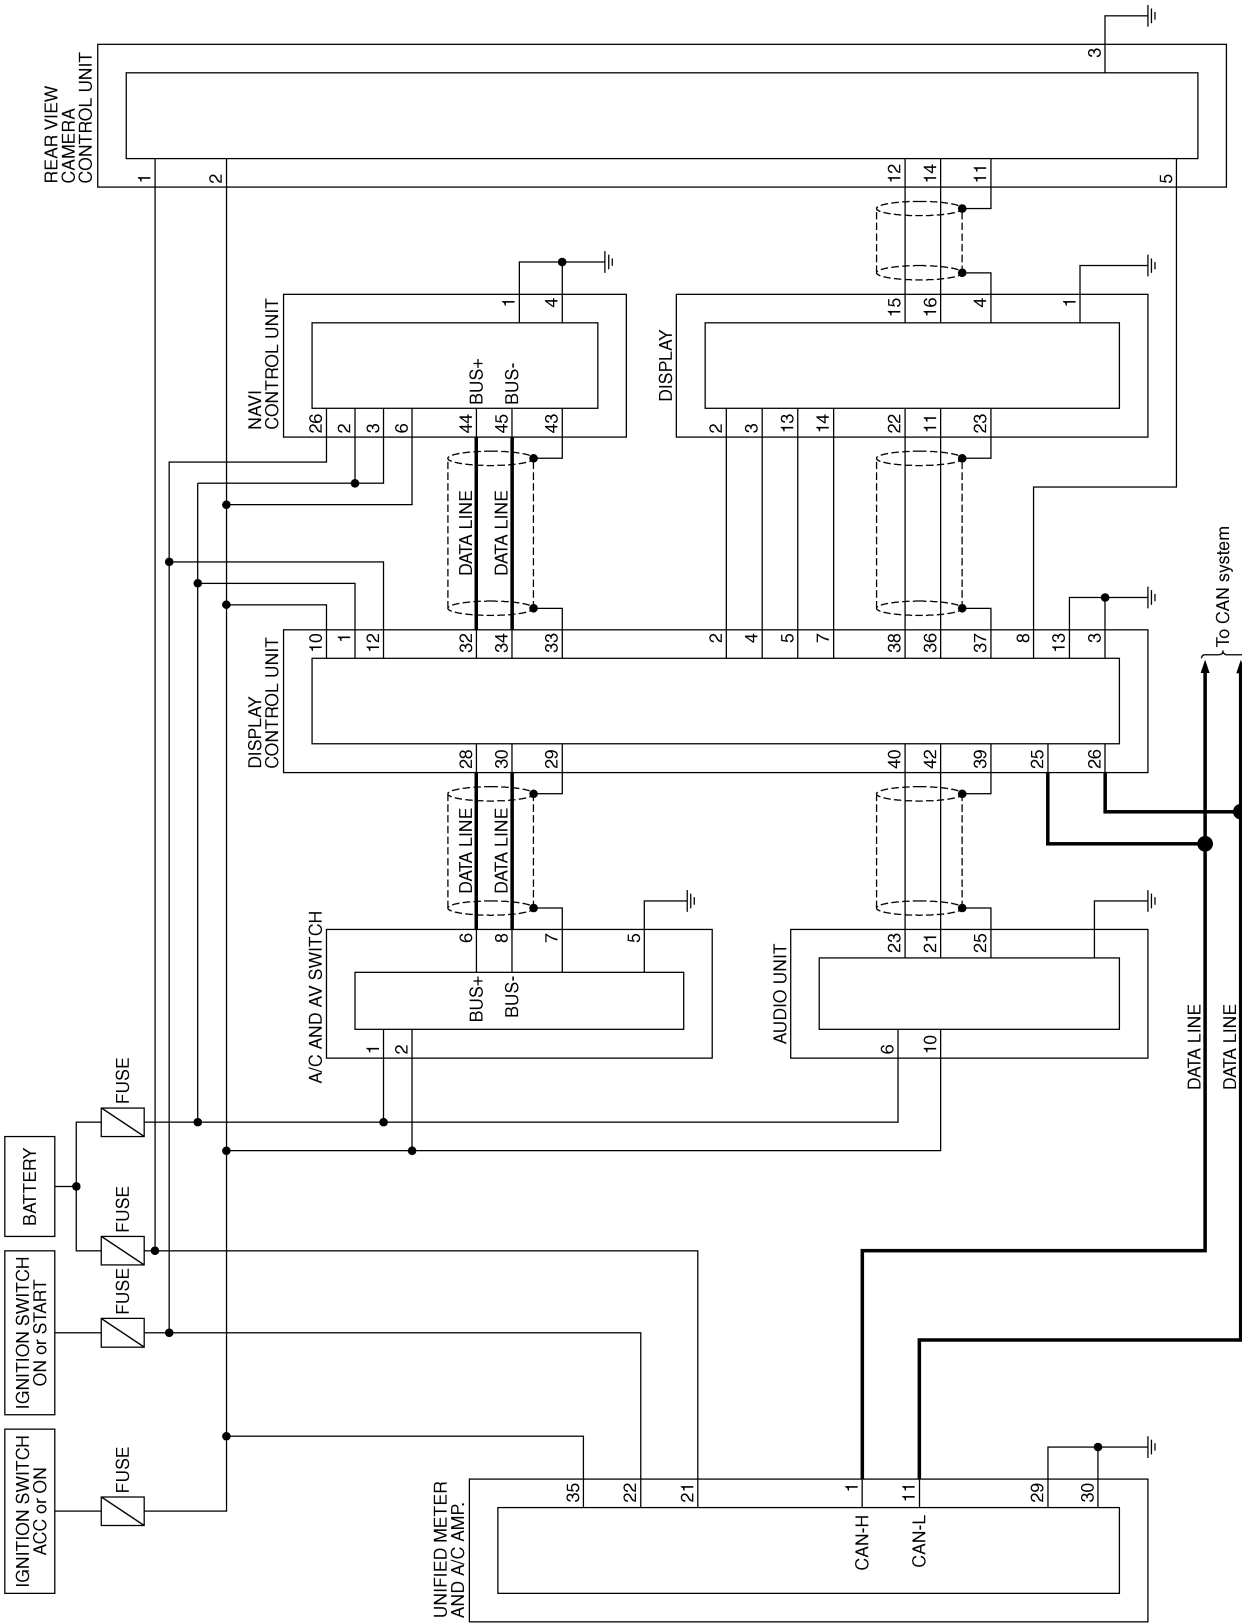 IGNITION SWITCH
ACC or ON
IGNITION SWITCH
ON or START
BATTERY
FUSE
FUSE
FUSE
FUSE
REAR VIEW
CAMERA
CONTROL UNIT
1
2
12
14
11
5
3
NAVI
CONTROL UNIT
26
2
3
6
44
45
43
BUS+
BUS-
1
4
DATA LINE
DATA LINE
DISPLAY
2
3
13
14
22
11
23
15
16
4
1
DISPLAY
CONTROL UNIT
10
1
12
32
34
33
2
4
5
7
38
36
37
8
13
3
28
30
29
40
42
39
25
26
DATA LINE
DATA LINE
A/C AND AV SWITCH
1
2
BUS+
BUS-
6
8
7
5
AUDIO UNIT
6
10
23
21
25
UNIFIED METER
AND A/C AMP.
35
22
21
1
11
29
30
CAN-H
CAN-L
DATA LINE
DATA LINE
To CAN system